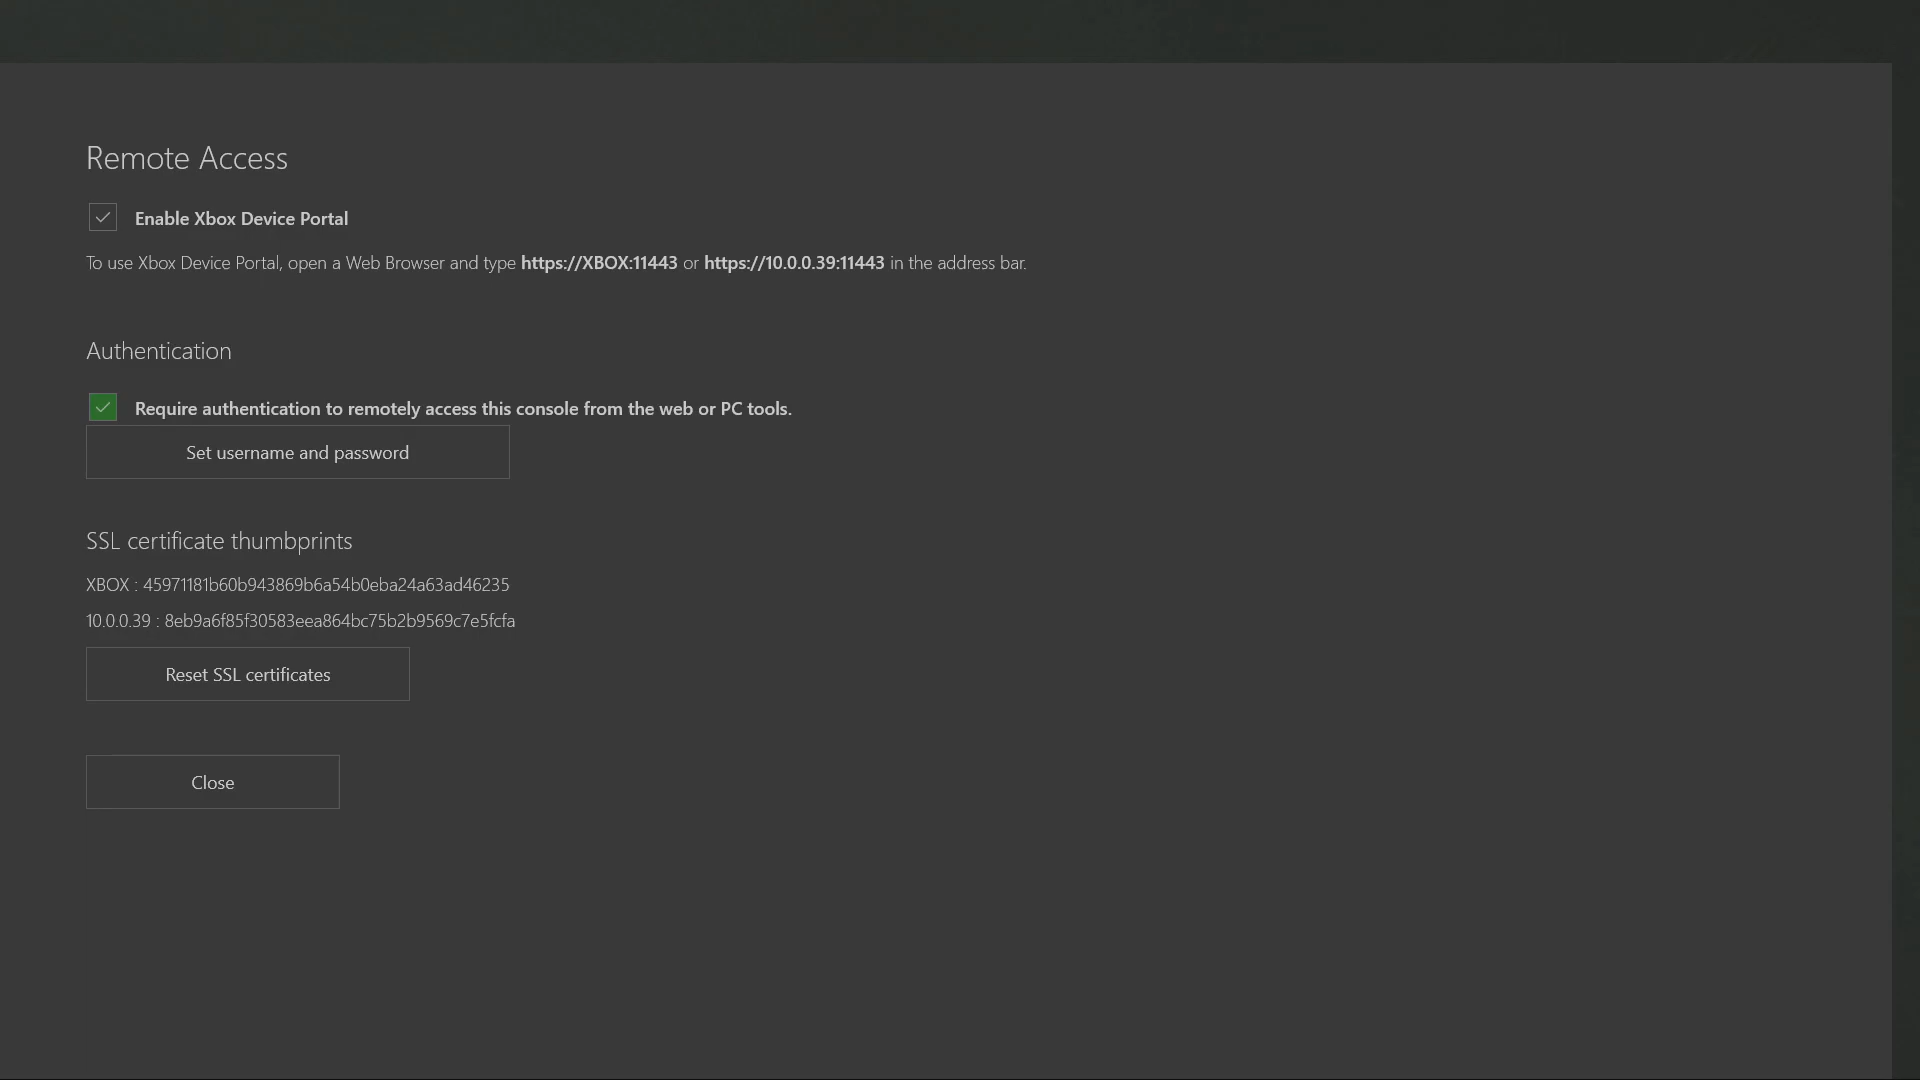 Remote Access
Enable Xbox Device Portal
To use Xbox Device Portal, open a Web Browser and type https://XBOX:11443 or https://10.0.0.39:11443 in the address bar.
Authentication
Require authentication to remotely access this console from the web or PC tools.
Set username and password
SSL certificate thumbprints
XBOX : 45971181b60b943869b6a54b0eba24a63ad46235
10.0.0.39 : 8eb9a6f85f30583eea864bc75b2b9569c7e5fcfa
Reset SSL certificates
Close